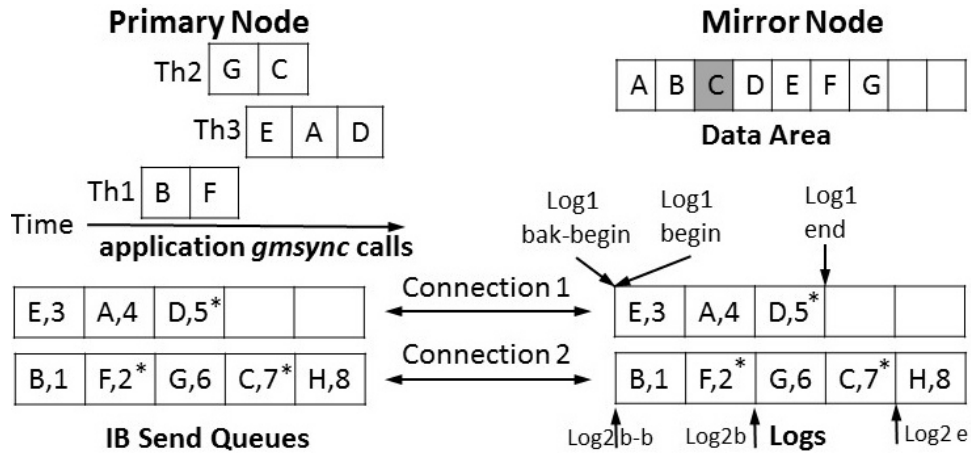 Primary Node
Mirror Node
Th2 G C
A B C D E F G
Th3 E A D
Data Area
Th1 B F
Time
application gmsync calls
Log1 bak-begin
Log1 begin
Log1 end
Connection 1
E,3 A,4 D,5*
E,3 A,4 D,5*
Connection 2
B,1 F,2* G,6 C,7* H,8
B,1 F,2* G,6 C,7* H,8
IB Send Queues
Log2 b-b Log2b Logs Log2 e